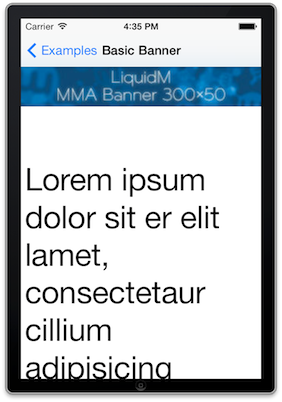 Carrier 4:35 PM
Examples Basic Banner
LiquidM
MMA Banner 300×50
Lorem ipsum
dolor sit er elit
lamet,
consectetaur
cillium
adipisicing